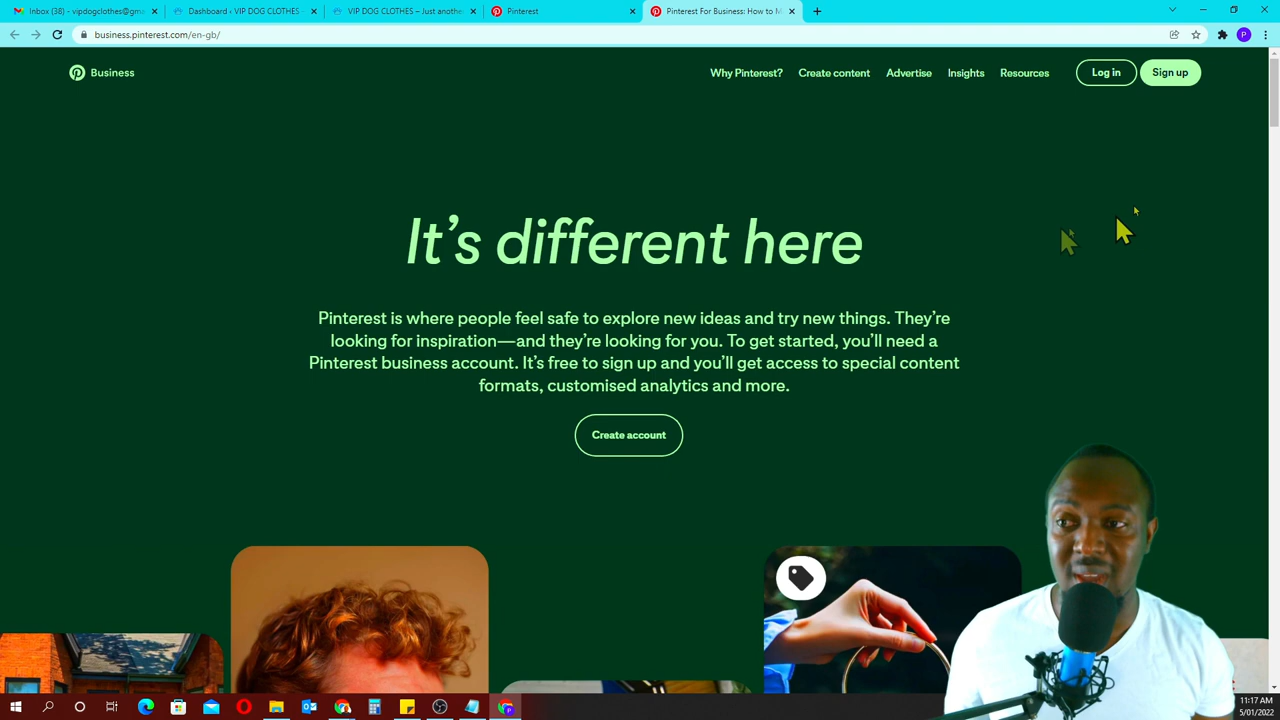 Inbox (38) - vipdogclothes@gma
Dashboard ‹ VIP DOG CLOTHES -
VIP DOG CLOTHES – Just anothe
Pinterest
Pinterest For Business: How to M
business.pinterest.com/en-gb/
P
Business
Why Pinterest?
Create content
Advertise
Insights
Resources
Log in
Sign up
It’s different here
Pinterest is where people feel safe to explore new ideas and try new things. They’re
looking for inspiration—and they’re looking for you. To get started, you’ll need a
Pinterest business account. It’s free to sign up and you’ll get access to special content
formats, customised analytics and more.
Create account
11:17 AM
5/01/2022